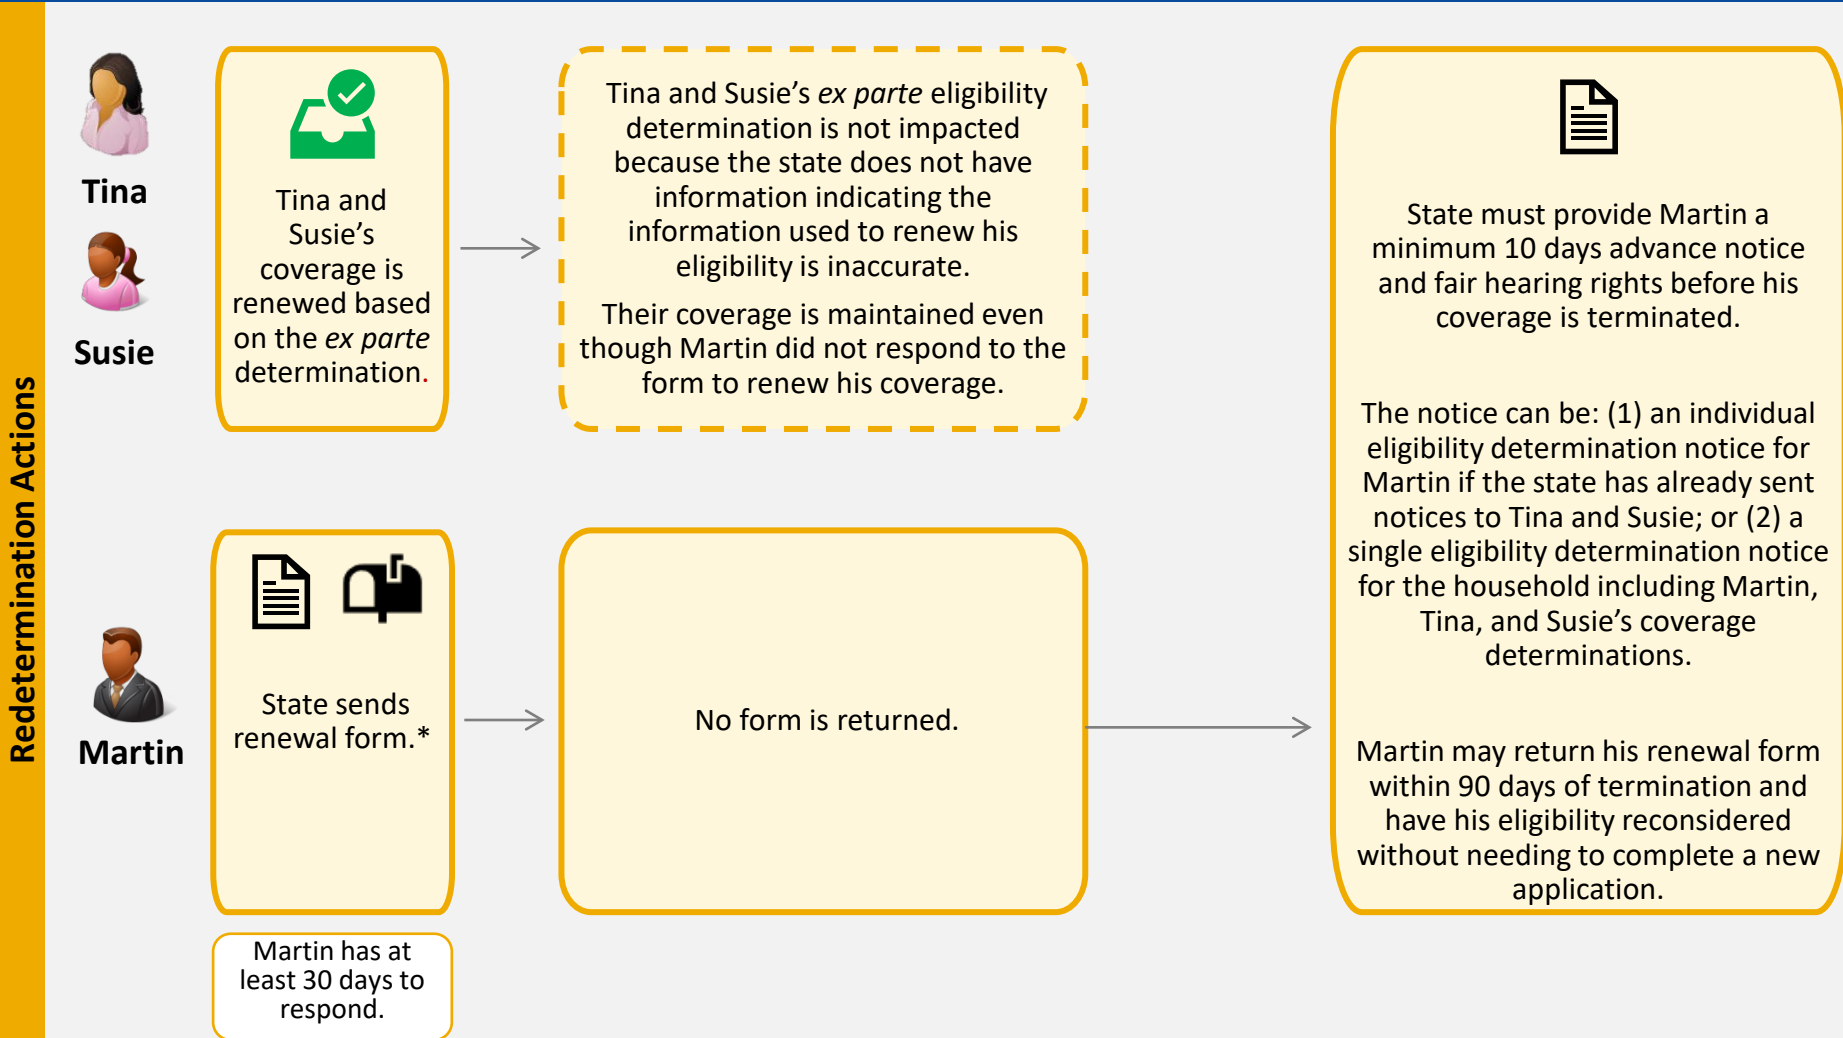 Redetermination Actions
Tina
Susie
Tina and
Susie’s
coverage is
renewed based
on the ex parte
determination.
Tina and Susie’s ex parte eligibility
determination is not impacted
because the state does not have
information indicating the
information used to renew his
eligibility is inaccurate.
Their coverage is maintained even
though Martin did not respond to the
form to renew his coverage.
Martin
State sends
renewal form.*
Martin has at
least 30 days to
respond.
No form is returned.
State must provide Martin a
minimum 10 days advance notice
and fair hearing rights before his
coverage is terminated.
The notice can be: (1) an individual
eligibility determination notice for
Martin if the state has already sent
notices to Tina and Susie; or (2) a
single eligibility determination notice
for the household including Martin,
Tina, and Susie’s coverage
determinations.
Martin may return his renewal form
within 90 days of termination and
have his eligibility reconsidered
without needing to complete a new
application.